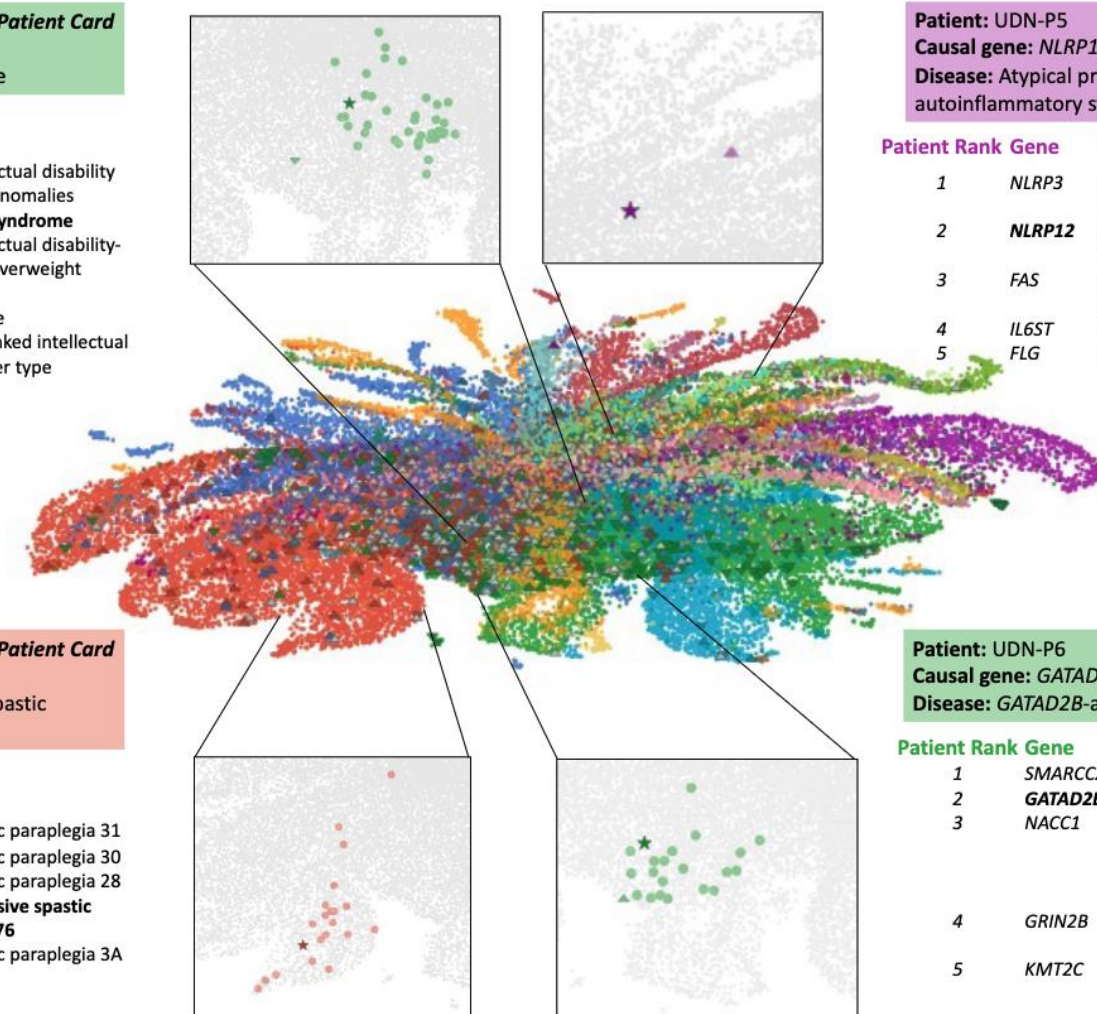 Patient Card
e
ctual disability
nomalies
yndrome
ctual disability-
verweight
e
ked intellectual
er type
Patient: UDN-P5
Causal gene: NLRP1
Disease: Atypical pr
autoinflammatory s
Patient Rank Gene
1 NLRP3
2 NLRP12
3 FAS
4 IL6ST
5 FLG
Patient Card
pastic
c paraplegia 31
c paraplegia 30
c paraplegia 28
sive spastic
76
c paraplegia 3A
Patient: UDN-P6
Causal gene: GATAD
Disease: GATAD2B-a
Patient Rank Gene
1 SMARCC
2 GATAD2B
3 NACC1
4 GRIN2B
5 KMT2C